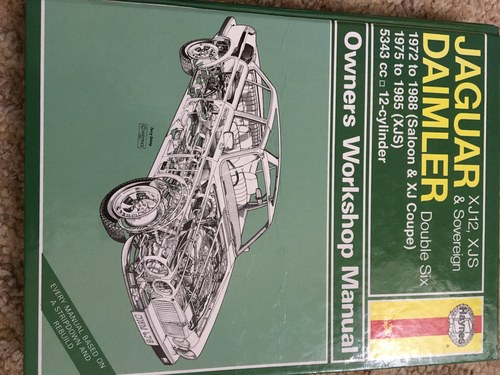 JAGUAR XJ12, XJS & Sovereign
DAIMLER Double Six
1972 to 1988 (Saloon & XJ Coupe)
1975 to 1985 (XJS)
5343 cc □ 12-cylinder
Haynes
Owners Workshop Manual
EVERY MANUAL BASED ON
A STRIPDOWN AND
REBUILD